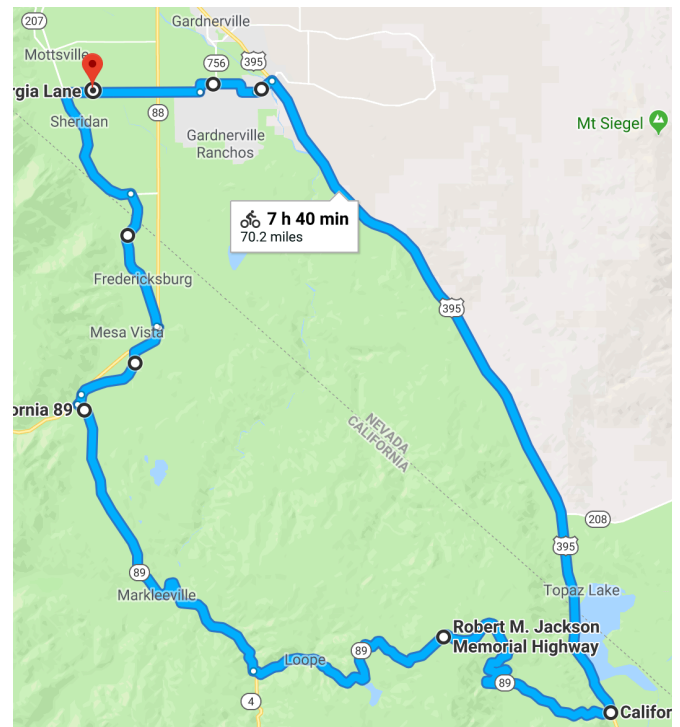 207
Gardnerville
Mottsville
756
395
rgia Lane
88
Sheridan
Gardnerville
Ranchos
Mt Siegel
7 h 40 min
70.2 miles
Fredericksburg
395
Mesa Vista
ornia 89
NEVADA
CALIFORNIA
208
395
89
Markleeville
Topaz Lake
Robert M. Jackson
Memorial Highway
89
Loope
89
4
Califor